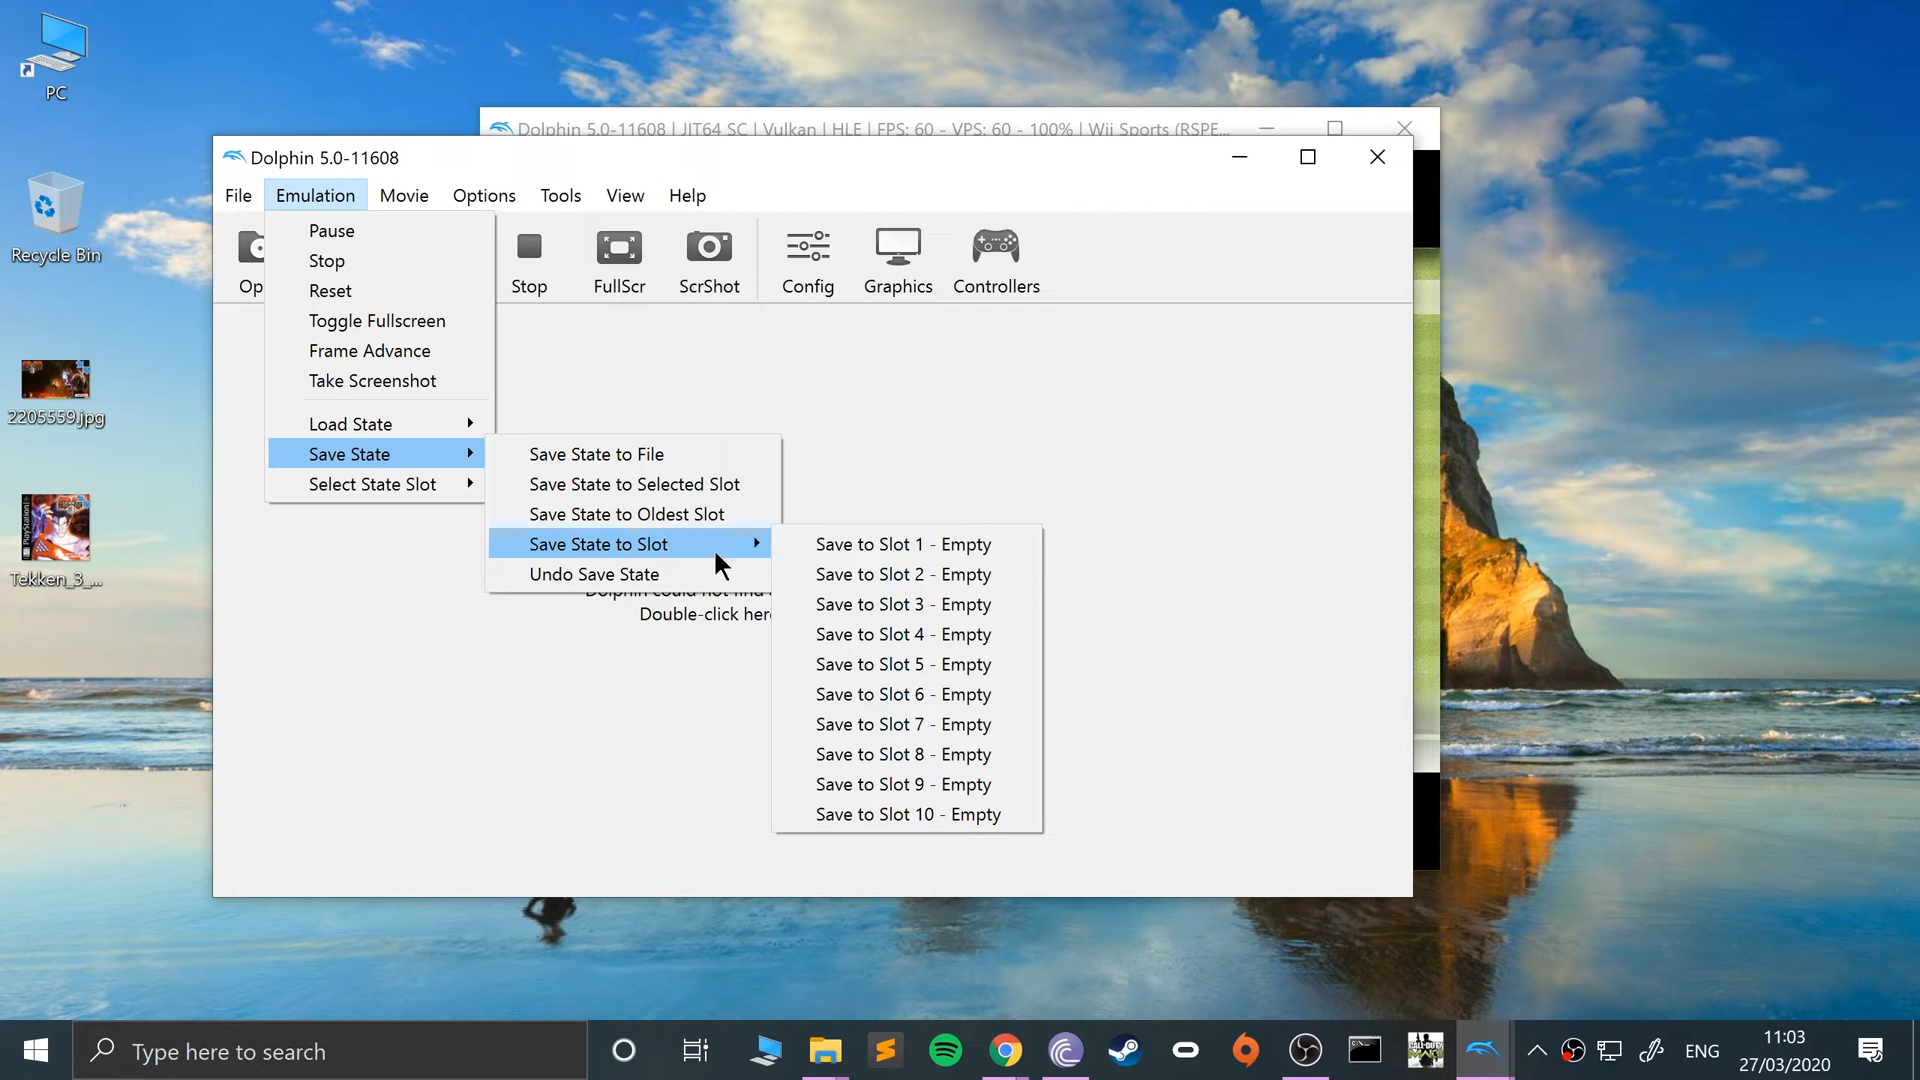 PC
Recycle Bin
2205559.jpg
Tekken_3_...
Dolphin 5.0-11608 | JIT64 SC | Vulkan | HLE | FPS: 60 - VPS: 60 - 100% | Wii Sports (RSPE...
Dolphin 5.0-11608
File Emulation Movie Options Tools View Help
Op Stop FullScr ScrShot Config Graphics Controllers
Pause
Stop
Reset
Toggle Fullscreen
Frame Advance
Take Screenshot
Load State
Save State
Select State Slot
Save State to File
Save State to Selected Slot
Save State to Oldest Slot
Save State to Slot
Undo Save State
Dolphin could not find
Double-click here
Save to Slot 1 - Empty
Save to Slot 2 - Empty
Save to Slot 3 - Empty
Save to Slot 4 - Empty
Save to Slot 5 - Empty
Save to Slot 6 - Empty
Save to Slot 7 - Empty
Save to Slot 8 - Empty
Save to Slot 9 - Empty
Save to Slot 10 - Empty
Type here to search
ENG
11:03
27/03/2020